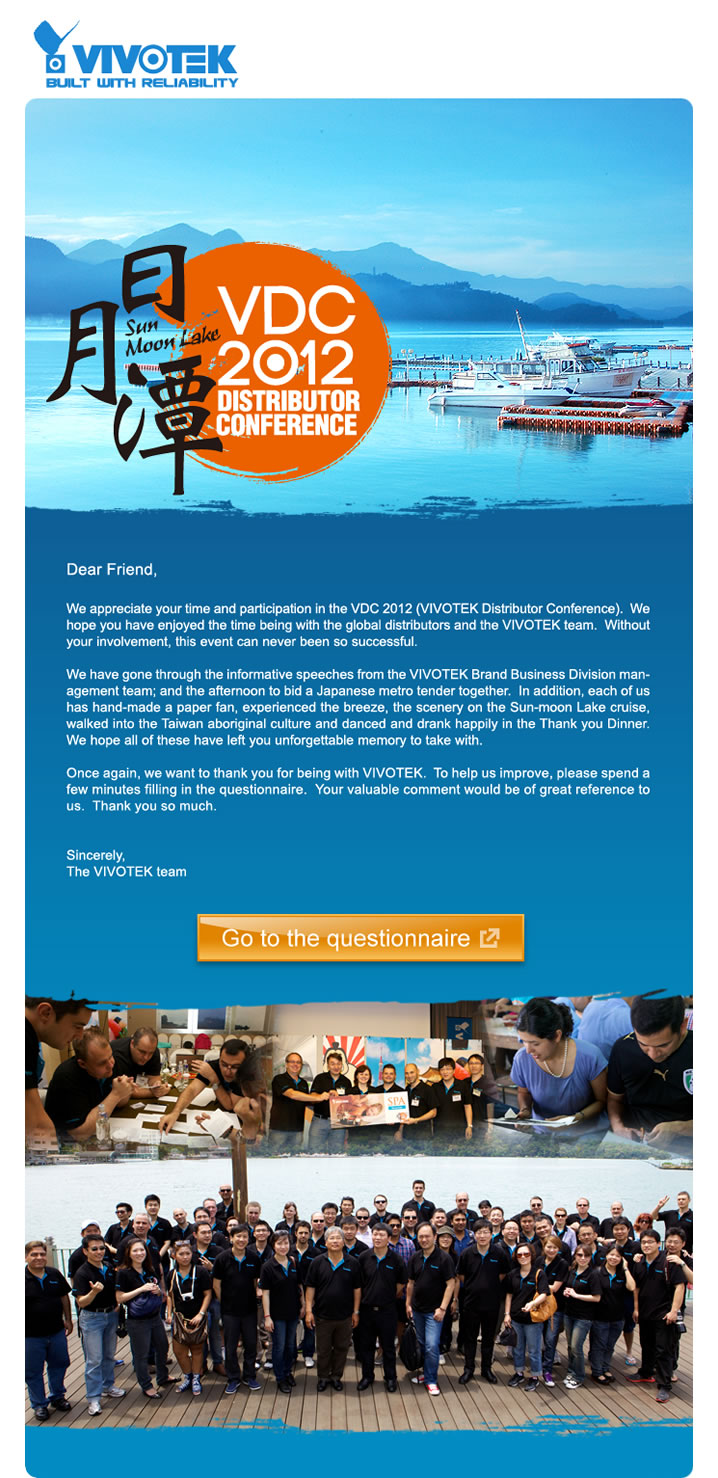 VIVOTEK
BUILT WITH RELIABILITY
日月潭
Sun
Moon Lake
VDC
2012
DISTRIBUTOR
CONFERENCE
Dear Friend,
We appreciate your time and participation in the VDC 2012 (VIVOTEK Distributor Conference).  We
hope you have enjoyed the time being with the global distributors and the VIVOTEK team.  Without
your involvement, this event can never been so successful.
We have gone through the informative speeches from the VIVOTEK Brand Business Division man-
agement team; and the afternoon to bid a Japanese metro tender together.  In addition, each of us
has hand-made a paper fan, experienced the breeze, the scenery on the Sun-moon Lake cruise,
walked into the Taiwan aboriginal culture and danced and drank happily in the Thank you Dinner.
We hope all of these have left you unforgettable memory to take with.
Once again, we want to thank you for being with VIVOTEK.  To help us improve, please spend a
few minutes filling in the questionnaire.  Your valuable comment would be of great reference to
us.  Thank you so much.
Sincerely,
The VIVOTEK team
Go to the questionnaire
SPA